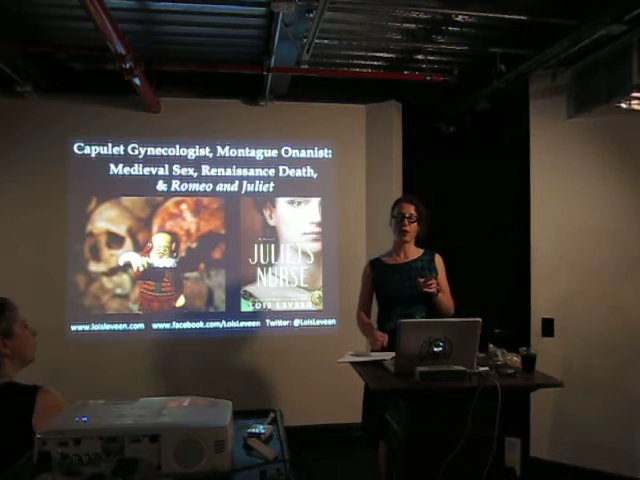 Capulet Gynecologist, Montague Onanist:
Medieval Sex, Renaissance Death,
& Romeo and Juliet
JULIET'S
NURSE
LOIS LEVEEN
www.loisleveen.com www.facebook.com/LoisLeveen Twitter: @LoisLeveen